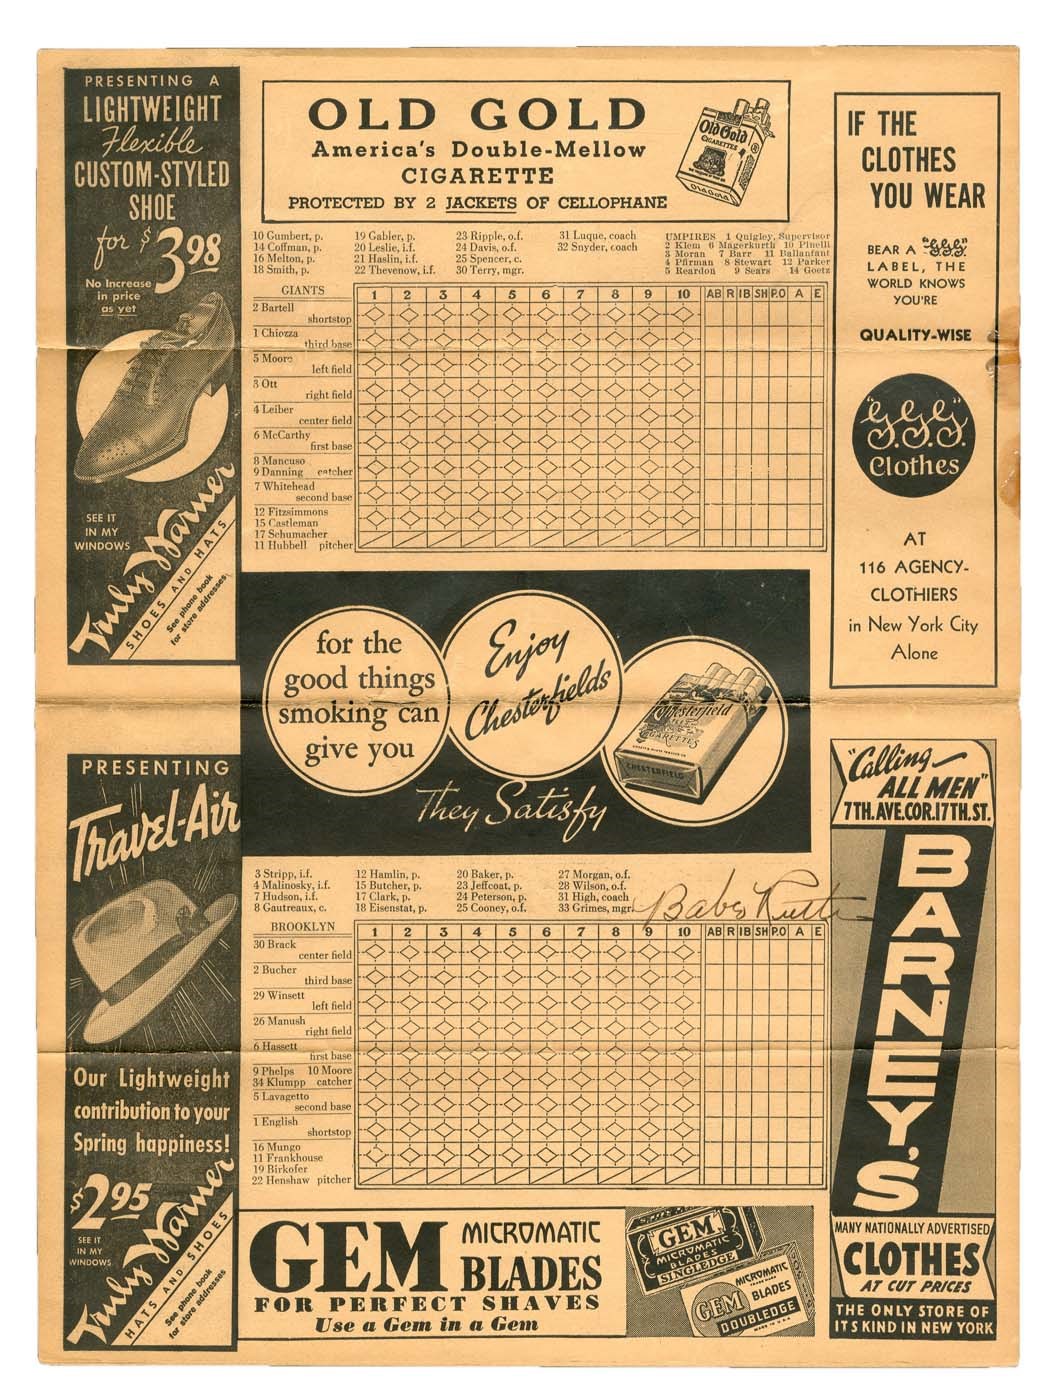 PRESENTING A
LIGHTWEIGHT
Flexible
CUSTOM-STYLED
SHOE
for $3.98
No Increase
in price
as yet
SEE IT
IN MY
WINDOWS
Truly Warner
SHOES AND HATS
See phone book
for store addresses
OLD GOLD
America's Double-Mellow
CIGARETTE
PROTECTED BY 2 JACKETS OF CELLOPHANE
Old Gold
CIGARETTES
Old Gold
IF THE
CLOTHES
YOU WEAR
BEAR A "GGG"
LABEL, THE
WORLD KNOWS
YOU'RE
QUALITY-WISE
"G.G.G."
Clothes
AT
116 AGENCY-
CLOTHIERS
in New York City
Alone
10 Gumbert, p. 19 Gabler, p. 23 Ripple, o.f. 31 Luque, coach
14 Coffman, p. 20 Leslie, i.f. 24 Davis, o.f. 32 Snyder, coach
16 Melton, p. 21 Haslin, i.f. 25 Spencer, c.
18 Smith, p. 22 Thevenow, i.f. 30 Terry, mgr.
UMPIRES 1 Quigley, Supervisor
2 Klem 6 Magerkurth 10 Pinelli
3 Moran 7 Barr 11 Ballanfant
4 Pfirman 8 Stewart 12 Parker
5 Reardon 9 Sears 14 Goetz
GIANTS 1 2 3 4 5 6 7 8 9 10 AB R IB SH P.O A E
2 Bartell
shortstop
1 Chiozza
third base
5 Moore
left field
3 Ott
right field
4 Leiber
center field
6 McCarthy
first base
8 Mancuso
9 Danning catcher
7 Whitehead
second base
12 Fitzsimmons
15 Castleman
17 Schumacher
11 Hubbell pitcher
for the
good things
smoking can
give you
Enjoy
Chesterfields
Chesterfield
CIGARETTES
CHESTERFIELD
They Satisfy
PRESENTING
Travel-Air
Our Lightweight
contribution to your
Spring happiness!
$2.95
SEE IT
IN MY
WINDOWS
Truly Warner
HATS AND SHOES
See phone book
for store addresses
3 Stripp, i.f. 12 Hamlin, p. 20 Baker, p. 27 Morgan, o.f.
4 Malinosky, i.f. 15 Butcher, p. 23 Jeffcoat, p. 28 Wilson, o.f.
7 Hudson, i.f. 17 Clark, p. 24 Peterson, p. 31 High, coach
8 Gautreaux, c. 18 Eisenstat, p. 25 Cooney, o.f. 33 Grimes, mgr.
Babe Ruth
BROOKLYN 1 2 3 4 5 6 7 8 9 10 AB R IB SH P.O A E
30 Brack
center field
2 Bucher
third base
29 Winsett
left field
26 Manush
right field
6 Hassett
first base
9 Phelps 10 Moore
34 Klumpp catcher
5 Lavagetto
second base
1 English
shortstop
16 Mungo
11 Frankhouse
19 Birkofer
22 Henshaw pitcher
"Calling
ALL MEN"
7TH. AVE. COR. 17TH. ST.
BARNEY'S
MANY NATIONALLY ADVERTISED
CLOTHES
AT CUT PRICES
THE ONLY STORE OF
ITS KIND IN NEW YORK
GEM MICROMATIC
BLADES
FOR PERFECT SHAVES
Use a Gem in a Gem
GEM
MICROMATIC
BLADES
SINGLEDGE
MICROMATIC
GEM BLADES
DOUBLEDGE
MADE IN U.S.A.